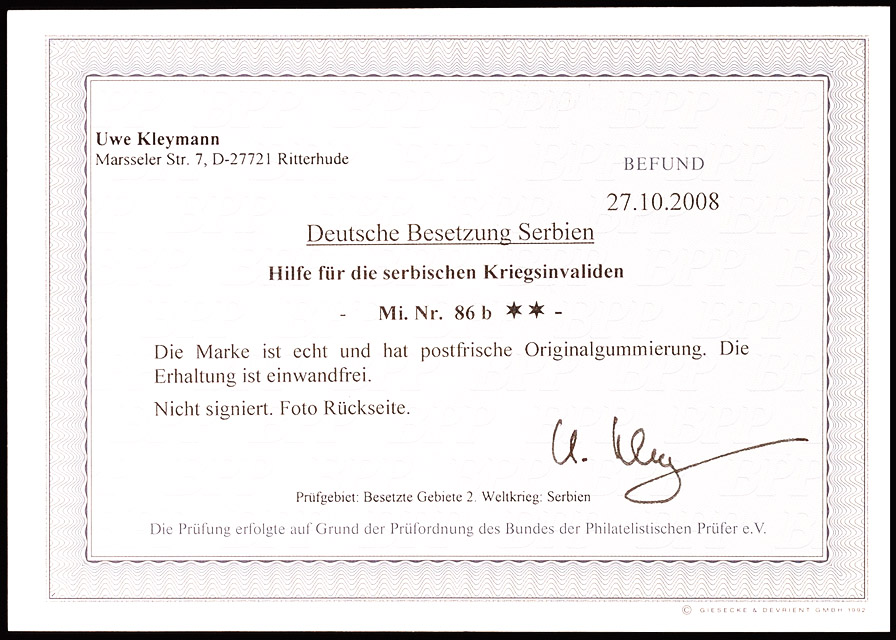 Uwe Kleymann
Marsseler Str. 7, D-27721 Ritterhude
BEFUND
27.10.2008
Deutsche Besetzung Serbien
Hilfe für die serbischen Kriegsinvaliden
- Mi. Nr. 86 b ✶✶ -
Die Marke ist echt und hat postfrische Originalgummierung. Die
Erhaltung ist einwandfrei.
Nicht signiert. Foto Rückseite.
U. Kley
Prüfgebiet: Besetzte Gebiete 2. Weltkrieg: Serbien
Die Prüfung erfolgte auf Grund der Prüfordnung des Bundes der Philatelistischen Prüfer e.V.
© GIESECKE & DEVRIENT GMBH 1992
BPP